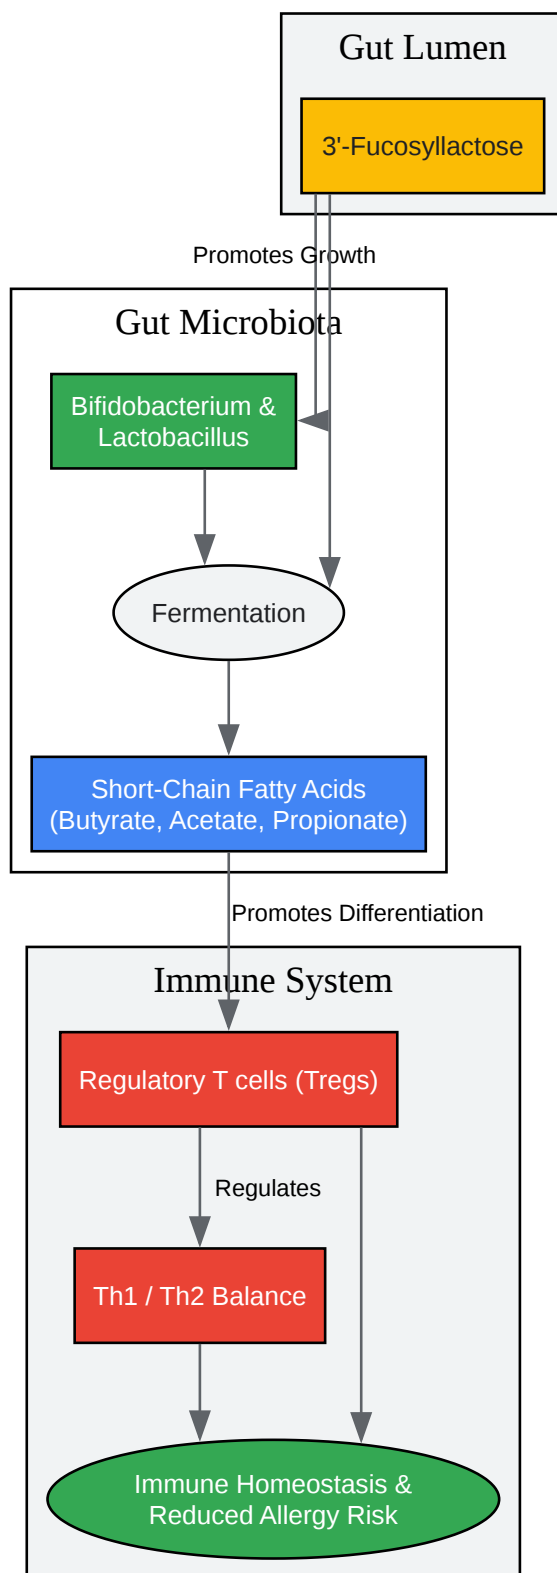 Gut Lumen
3'-Fucosyllactose
Promotes Growth
Gut Microbiota
Bifidobacterium &
Lactobacillus
Fermentation
Short-Chain Fatty Acids
(Butyrate, Acetate, Propionate)
Promotes Differentiation
Immune System
Regulatory T cells (Tregs)
Regulates
Th1 / Th2 Balance
Immune Homeostasis &
Reduced Allergy Risk